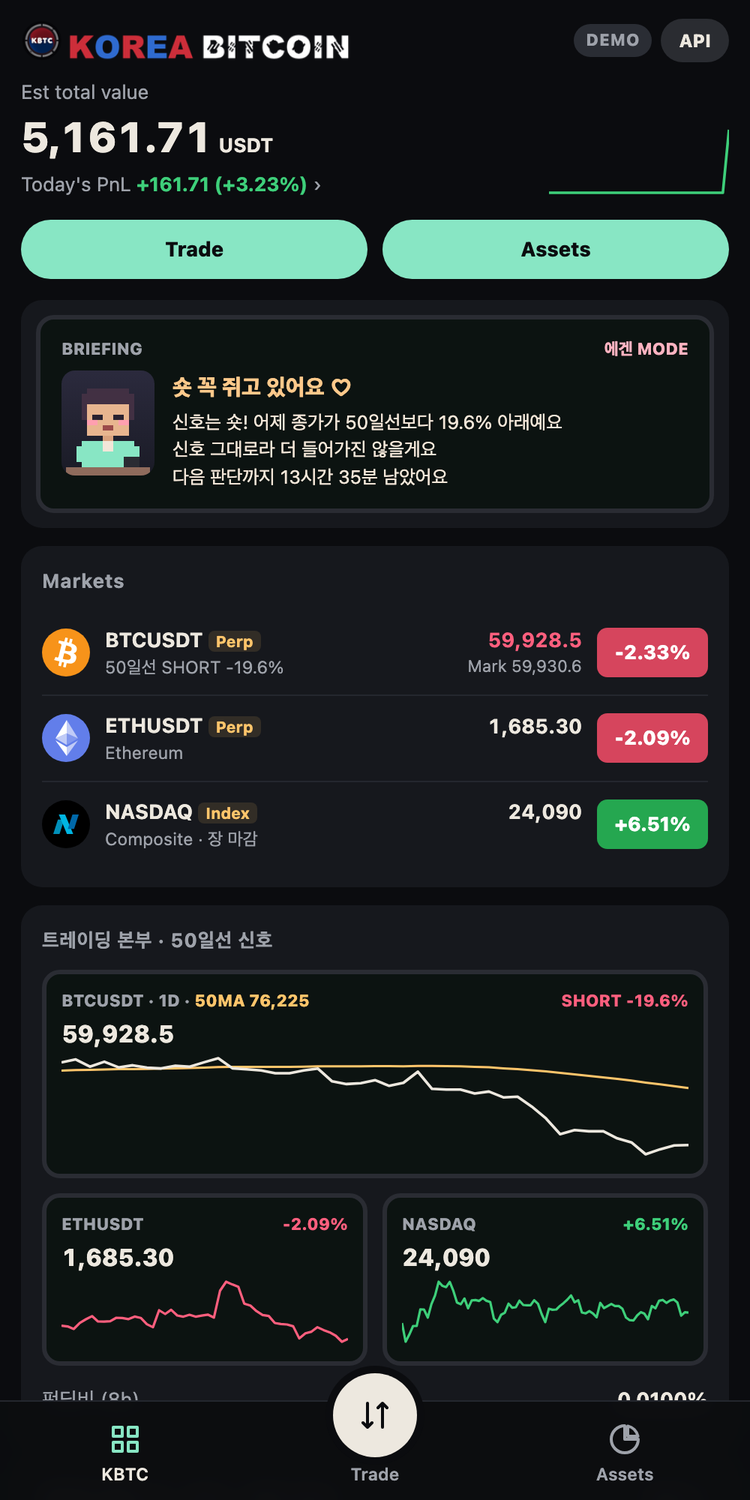 KBTC KOREA BITCOIN
DEMO
API
Est total value
5,161.71 USDT
Today's PnL +161.71 (+3.23%) ›
Trade
Assets
BRIEFING
에겐 MODE
숏 꼭 쥐고 있어요 ♡
신호는 숏! 어제 종가가 50일선보다 19.6% 아래예요
신호 그대로라 더 들어가진 않을게요
다음 판단까지 13시간 35분 남았어요
Markets
BTCUSDT Perp
59,928.5
-2.33%
50일선 SHORT -19.6%
Mark 59,930.6
ETHUSDT Perp
1,685.30
-2.09%
Ethereum
NASDAQ Index
24,090
+6.51%
Composite · 장 마감
트레이딩 본부 · 50일선 신호
BTCUSDT · 1D · 50MA 76,225
SHORT -19.6%
59,928.5
ETHUSDT
-2.09%
1,685.30
NASDAQ
+6.51%
24,090
펀딩비 (8h)
0.0100%
KBTC
Trade
Assets